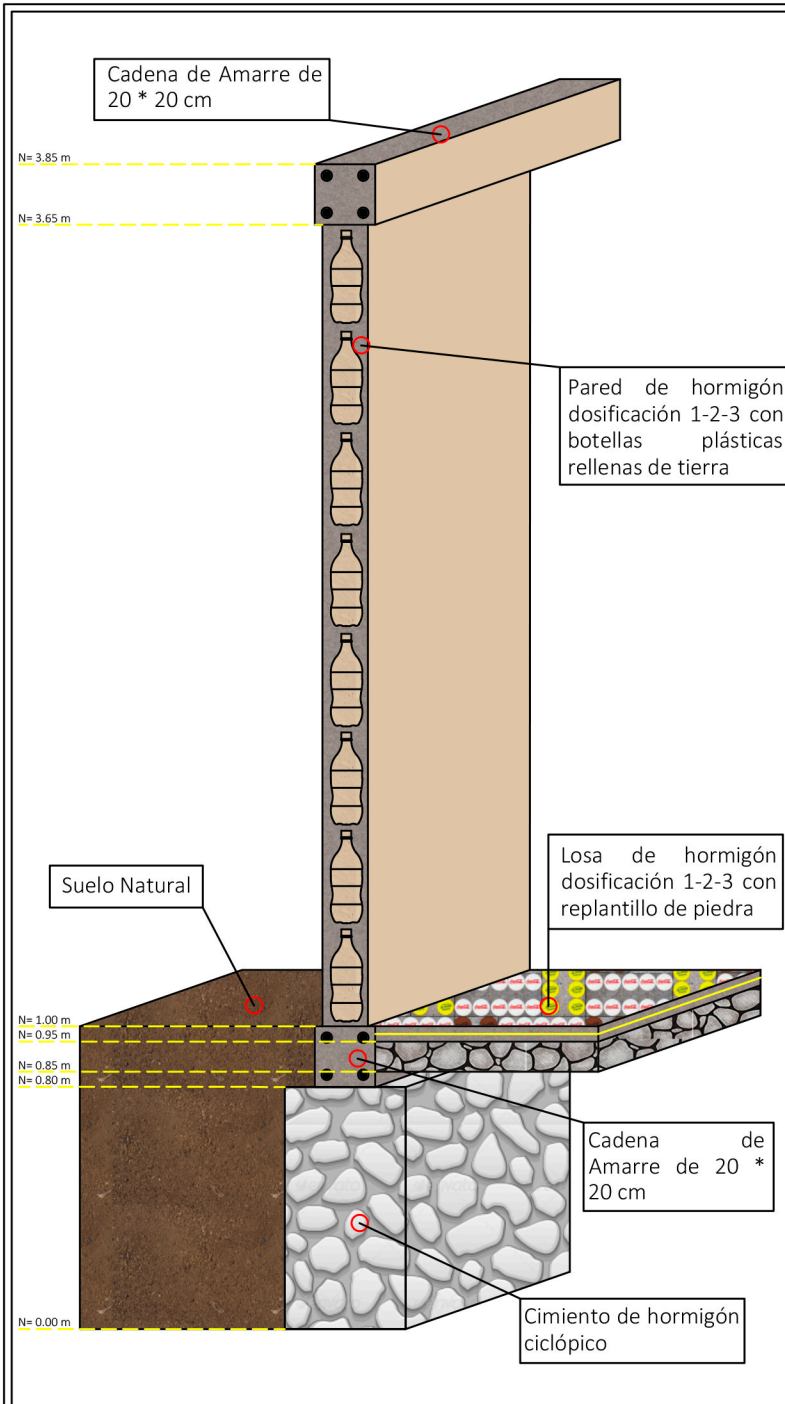 Cadena de Amarre de
20 * 20 cm
N= 3.85 m
N= 3.65 m
Pared de hormigón
dosificación 1-2-3 con
botellas plásticas
rellenas de tierra
Losa de hormigón
dosificación 1-2-3 con
replantillo de piedra
Suelo Natural
N= 1.00 m
N= 0.95 m
N= 0.85 m
N= 0.80 m
Cadena de
Amarre de 20 *
20 cm
N= 0.00 m
Cimiento de hormigón
ciclópico